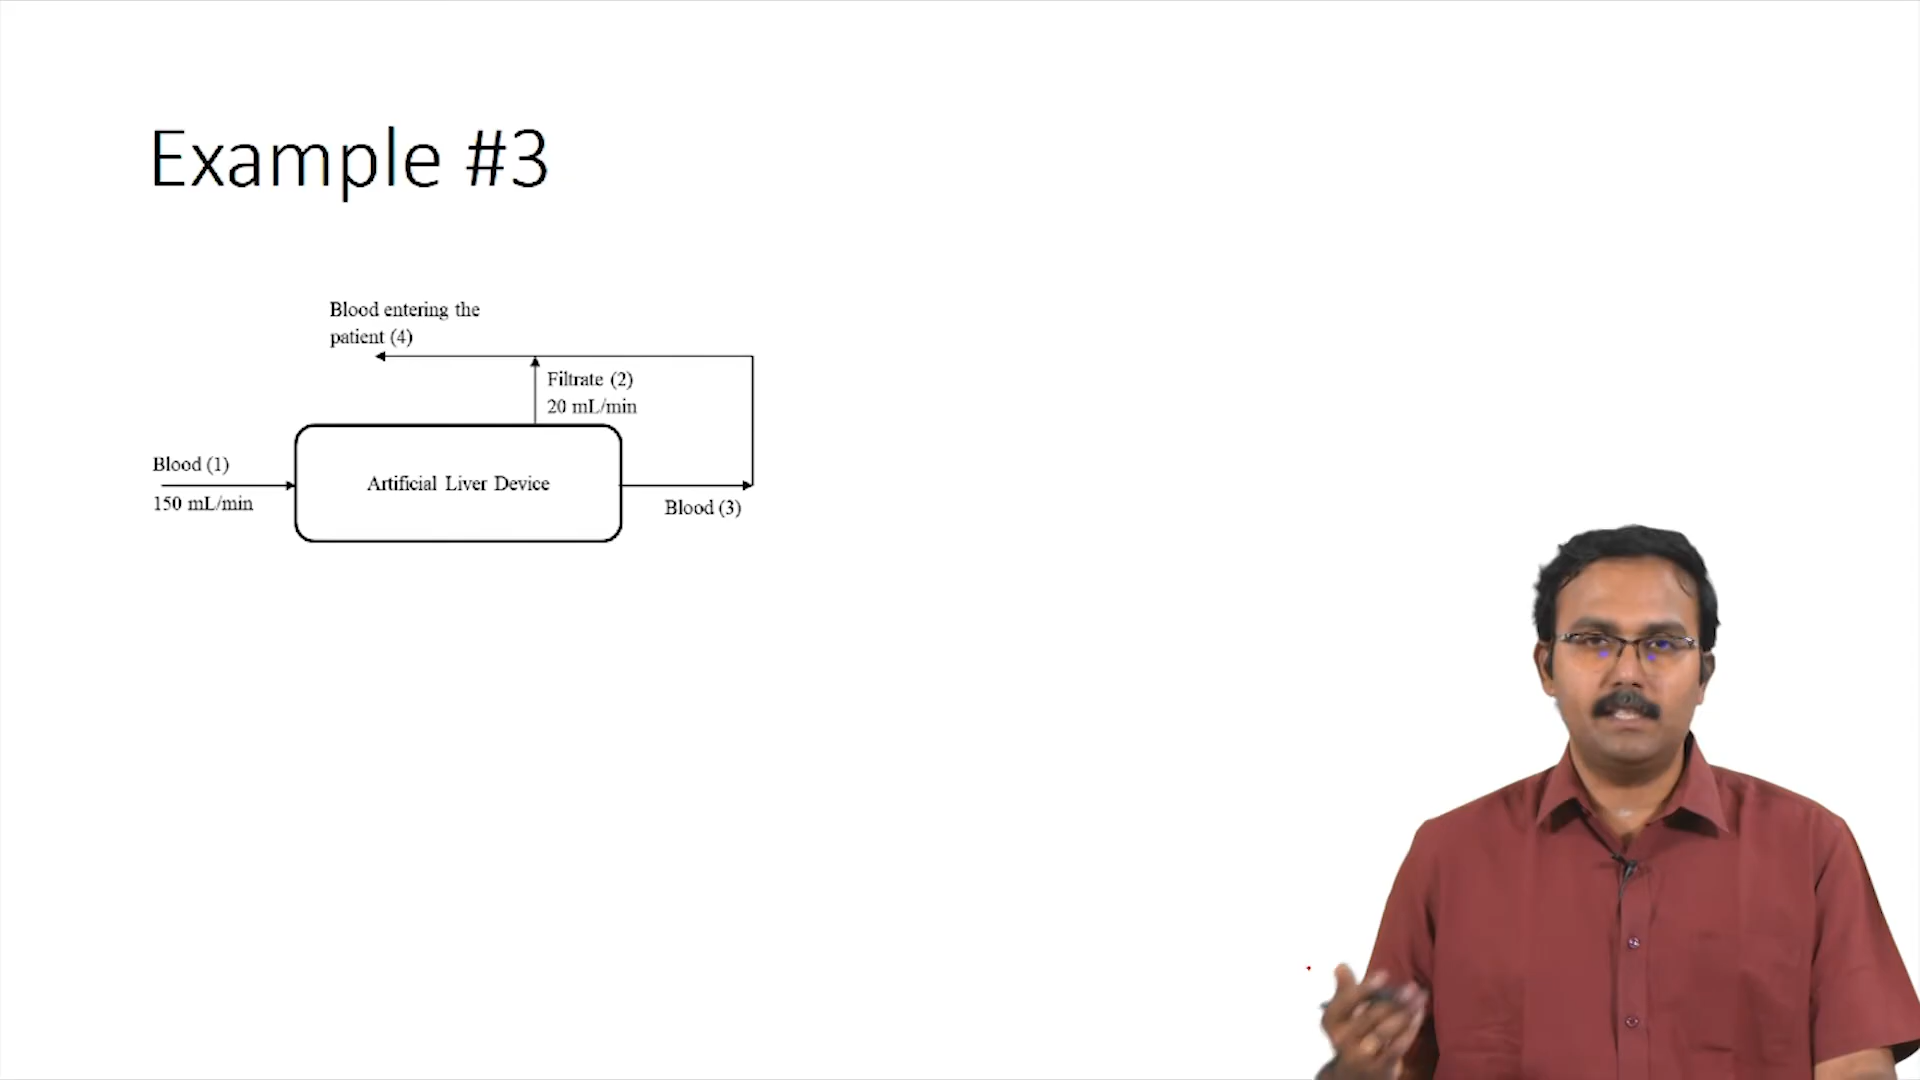 Example #3
Blood entering the
patient (4)
Filtrate (2)
20 mL/min
Blood (1)
150 mL/min
Artificial Liver Device
Blood (3)